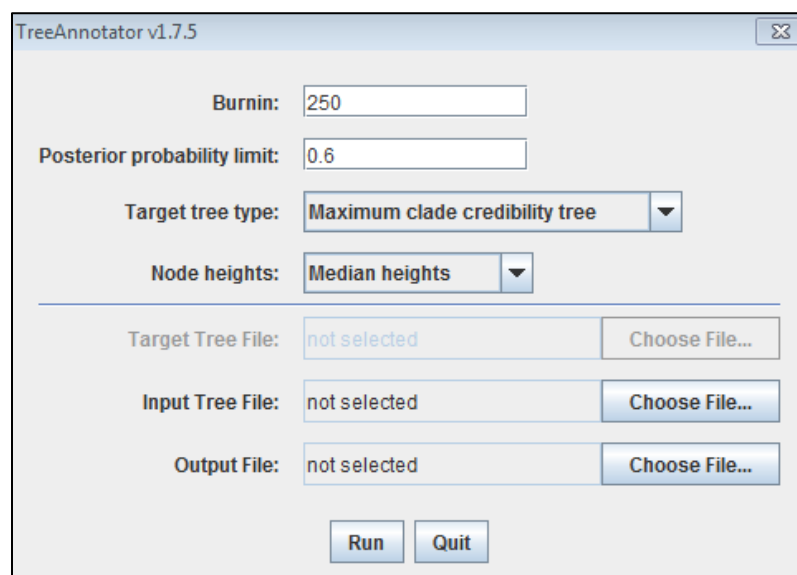 TreeAnnotator v1.7.5
Burnin: 250
Posterior probability limit: 0.6
Target tree type: Maximum clade credibility tree
Node heights: Median heights
Target Tree File: not selected Choose File...
Input Tree File: not selected Choose File...
Output File: not selected Choose File...
Run Quit